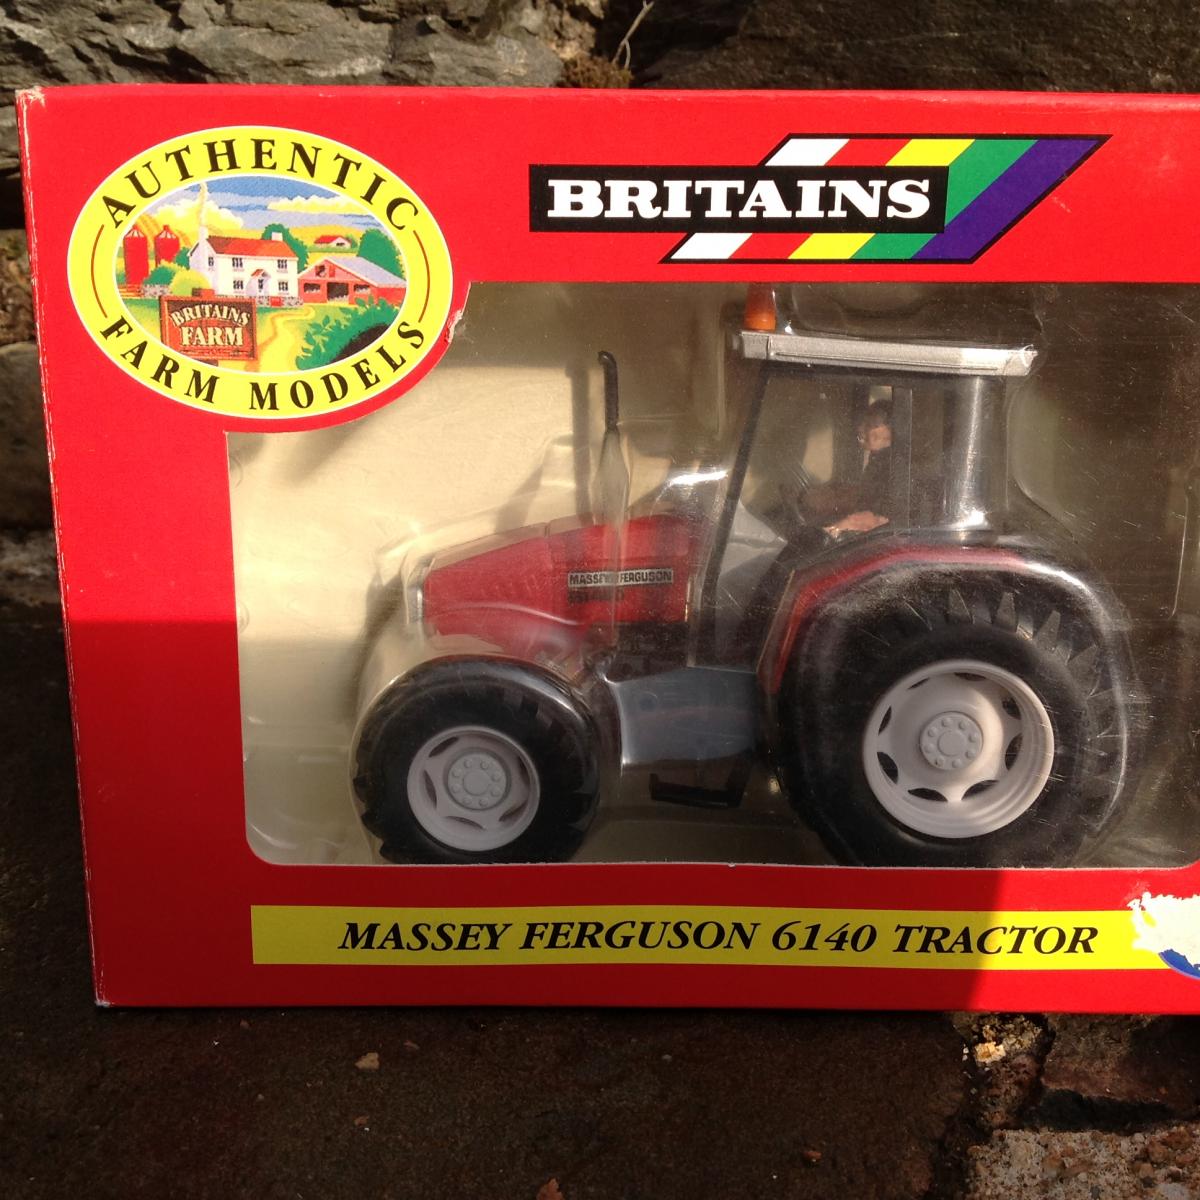 AUTHENTIC
FARM MODELS
BRITAINS
FARM
BRITAINS
MASSEY FERGUSON
MASSEY FERGUSON 6140 TRACTOR